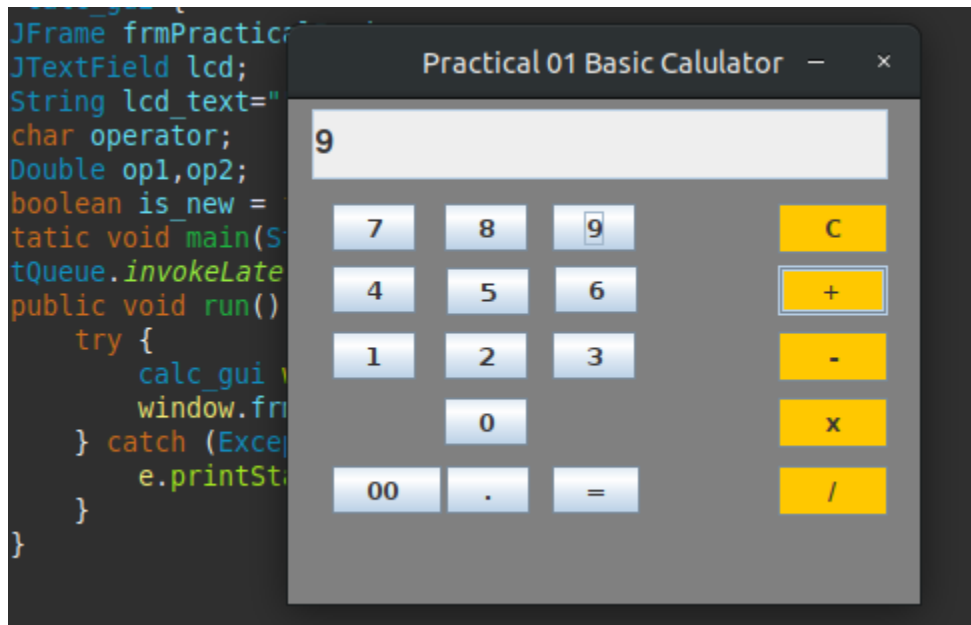 calc_gui {
JFrame frmPractica
JTextField lcd;
String lcd_text="
char operator;
Double op1,op2;
boolean is_new =
tatic void main(S
tQueue.invokeLate
public void run()
try {
calc_gui
window.fr
} catch (Excep
e.printSta
}
}
Practical 01 Basic Calulator – ×
9
7 8 9 C
4 5 6 +
1 2 3 -
0 x
00 . = /